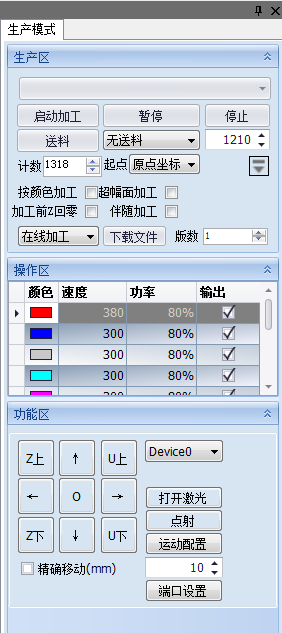 生产模式
生产区
启动加工 暂停 停止
送料 无送料 1210
计数 1318 起点 原点坐标
按颜色加工 超幅面加工
加工前Z回零 伴随加工
在线加工 下载文件 版数 1
操作区
颜色 速度 功率 输出
380 80%
300 80%
300 80%
300 80%
300 80%
功能区
Z上 ↑ U上 Device0
← O → 打开激光
点射
Z下 ↓ U下 运动配置
精确移动(mm) 10
端口设置